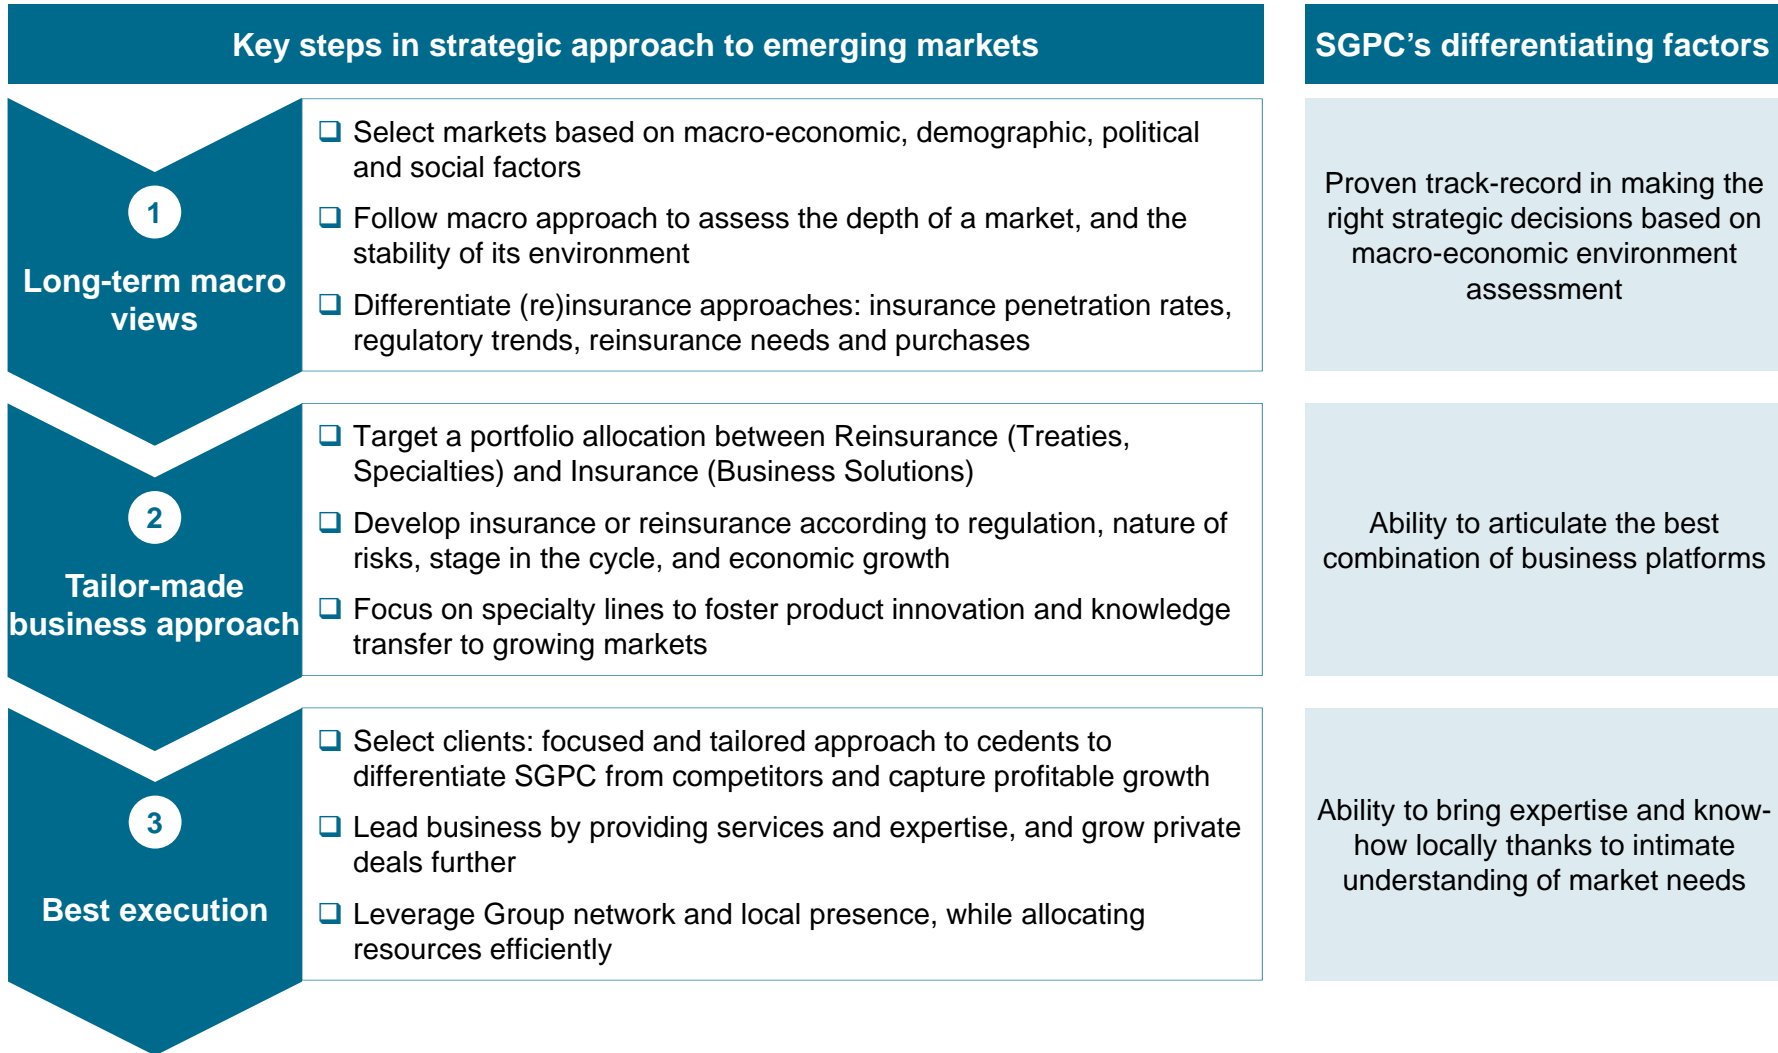 Key steps in strategic approach to emerging markets
SGPC’s differentiating factors
1
Long-term macro
views
❑ Select markets based on macro-economic, demographic, political
and social factors
❑ Follow macro approach to assess the depth of a market, and the
stability of its environment
❑ Differentiate (re)insurance approaches: insurance penetration rates,
regulatory trends, reinsurance needs and purchases
Proven track-record in making the
right strategic decisions based on
macro-economic environment
assessment
2
Tailor-made
business approach
❑ Target a portfolio allocation between Reinsurance (Treaties,
Specialties) and Insurance (Business Solutions)
❑ Develop insurance or reinsurance according to regulation, nature of
risks, stage in the cycle, and economic growth
❑ Focus on specialty lines to foster product innovation and knowledge
transfer to growing markets
Ability to articulate the best
combination of business platforms
3
Best execution
❑ Select clients: focused and tailored approach to cedents to
differentiate SGPC from competitors and capture profitable growth
❑ Lead business by providing services and expertise, and grow private
deals further
❑ Leverage Group network and local presence, while allocating
resources efficiently
Ability to bring expertise and know-
how locally thanks to intimate
understanding of market needs